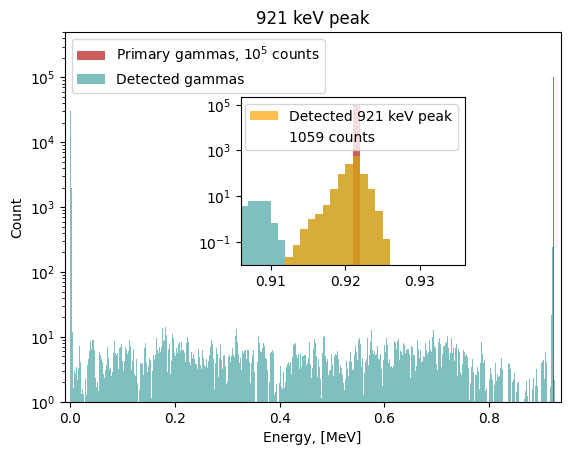 921 keV peak
Primary gammas, 10⁵ counts
Detected gammas
Detected 921 keV peak
1059 counts
10⁵
10⁴
10³
10²
10¹
10⁰
Count
10⁵
10³
10¹
10⁻¹
0.91 0.92 0.93
0.0 0.2 0.4 0.6 0.8
Energy, [MeV]